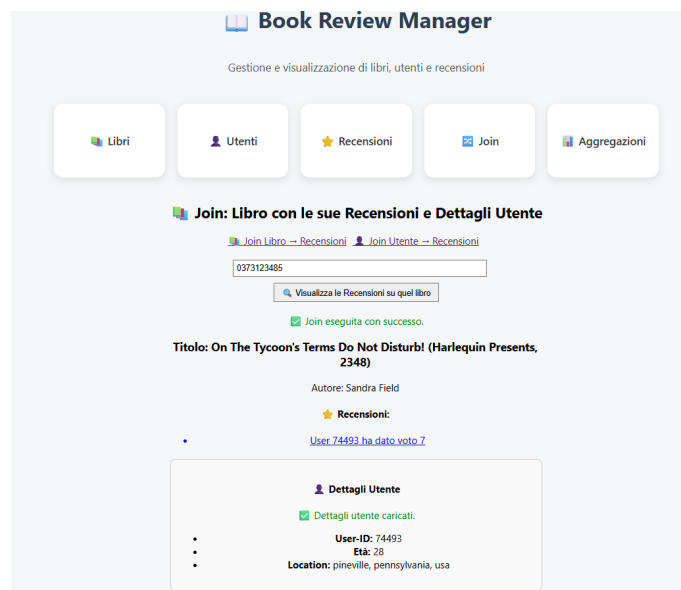 Book Review Manager
Gestione e visualizzazione di libri, utenti e recensioni
Libri
Utenti
Recensioni
Join
Aggregazioni
Join: Libro con le sue Recensioni e Dettagli Utente
Join Libro → Recensioni Join Utente → Recensioni
0373123485
Visualizza le Recensioni su quel libro
Join eseguita con successo.
Titolo: On The Tycoon's Terms Do Not Disturb! (Harlequin Presents,
2348)
Autore: Sandra Field
Recensioni:
User 74493 ha dato voto 7
Dettagli Utente
Dettagli utente caricati.
User-ID: 74493
Età: 28
Location: pineville, pennsylvania, usa